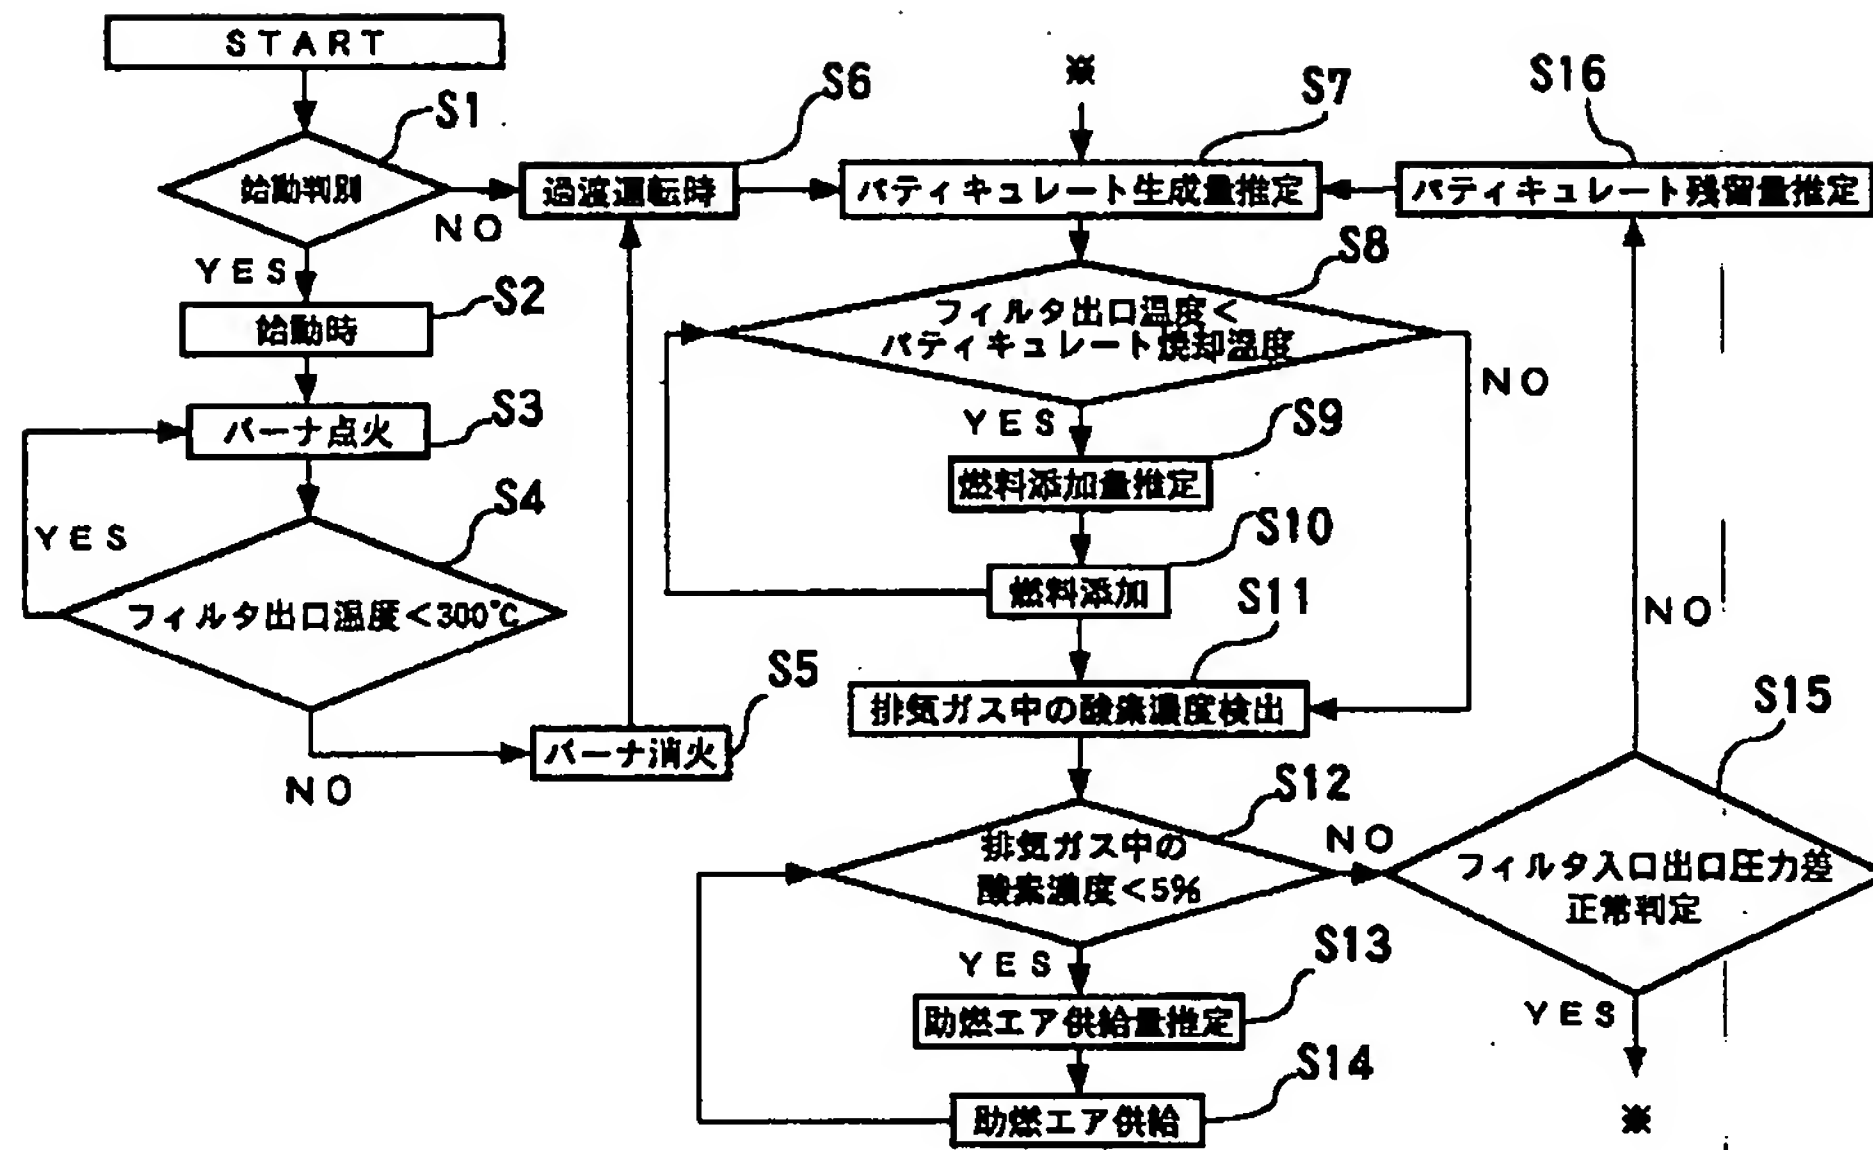 START
S1
始動判別
NO
YES
S2
始動時
S3
バーナ点火
S4
YES
フィルタ出口温度<300℃
NO
S5
バーナ消火
S6
過渡運転時
※
S7
パティキュレート生成量推定
S16
パティキュレート残留量推定
S8
フィルタ出口温度<
パティキュレート焼却温度
NO
YES
S9
燃料添加量推定
S10
燃料添加
S11
排気ガス中の酸素濃度検出
S12
排気ガス中の
酸素濃度<5%
NO
YES
S13
助燃エア供給量推定
S14
助燃エア供給
S15
フィルタ入口出口圧力差
正常判定
NO
YES
※